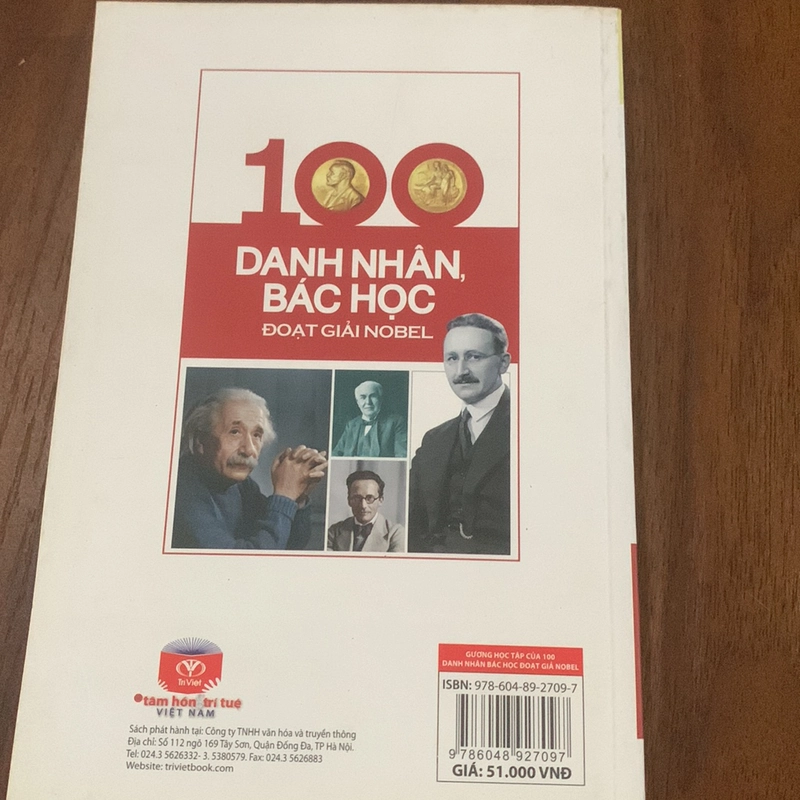 100
DANH NHÂN,
BÁC HỌC
ĐOẠT GIẢI NOBEL
TriViệt
tâm hồn trí tuệ
VIỆT NAM
Sách phát hành tại: Công ty TNHH văn hóa và truyền thông
Địa chỉ: Số 112 ngõ 169 Tây Sơn, Quận Đống Đa, TP Hà Nội.
Tel: 024.3 5626332- 3. 5380579. Fax: 024.3 5626883
Website: trivietbook.com
GƯƠNG HỌC TẬP CỦA 100
DANH NHÂN BÁC HỌC ĐOẠT GIẢ NOBEL
ISBN: 978-604-89-2709-7
9 786048 927097
GIÁ: 51.000 VNĐ